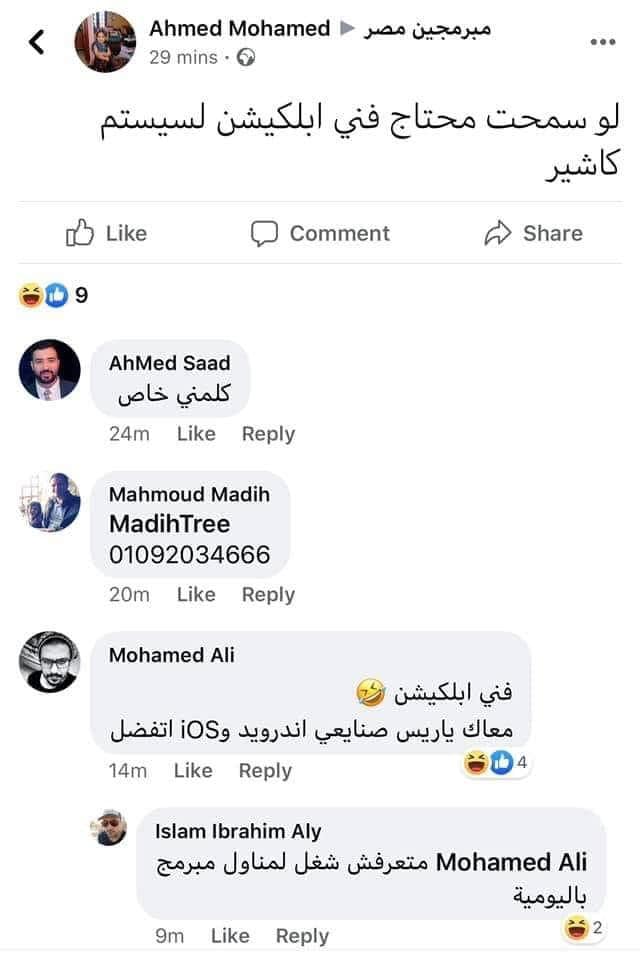 Ahmed Mohamed ▶ مبرمجين مصر
29 mins ·
لو سمحت محتاج فني ابلكيشن لسيستم
كاشير
Like Comment Share
9
AhMed Saad
كلمني خاص
24m Like Reply
Mahmoud Madih
MadihTree
01092034666
20m Like Reply
Mohamed Ali
فني ابلكيشن 🤣
معاك ياريس صنايعي اندرويد وiOS اتفضل
4
14m Like Reply
Islam Ibrahim Aly
Mohamed Ali متعرفش شغل لمناول مبرمج
باليومية
2
9m Like Reply